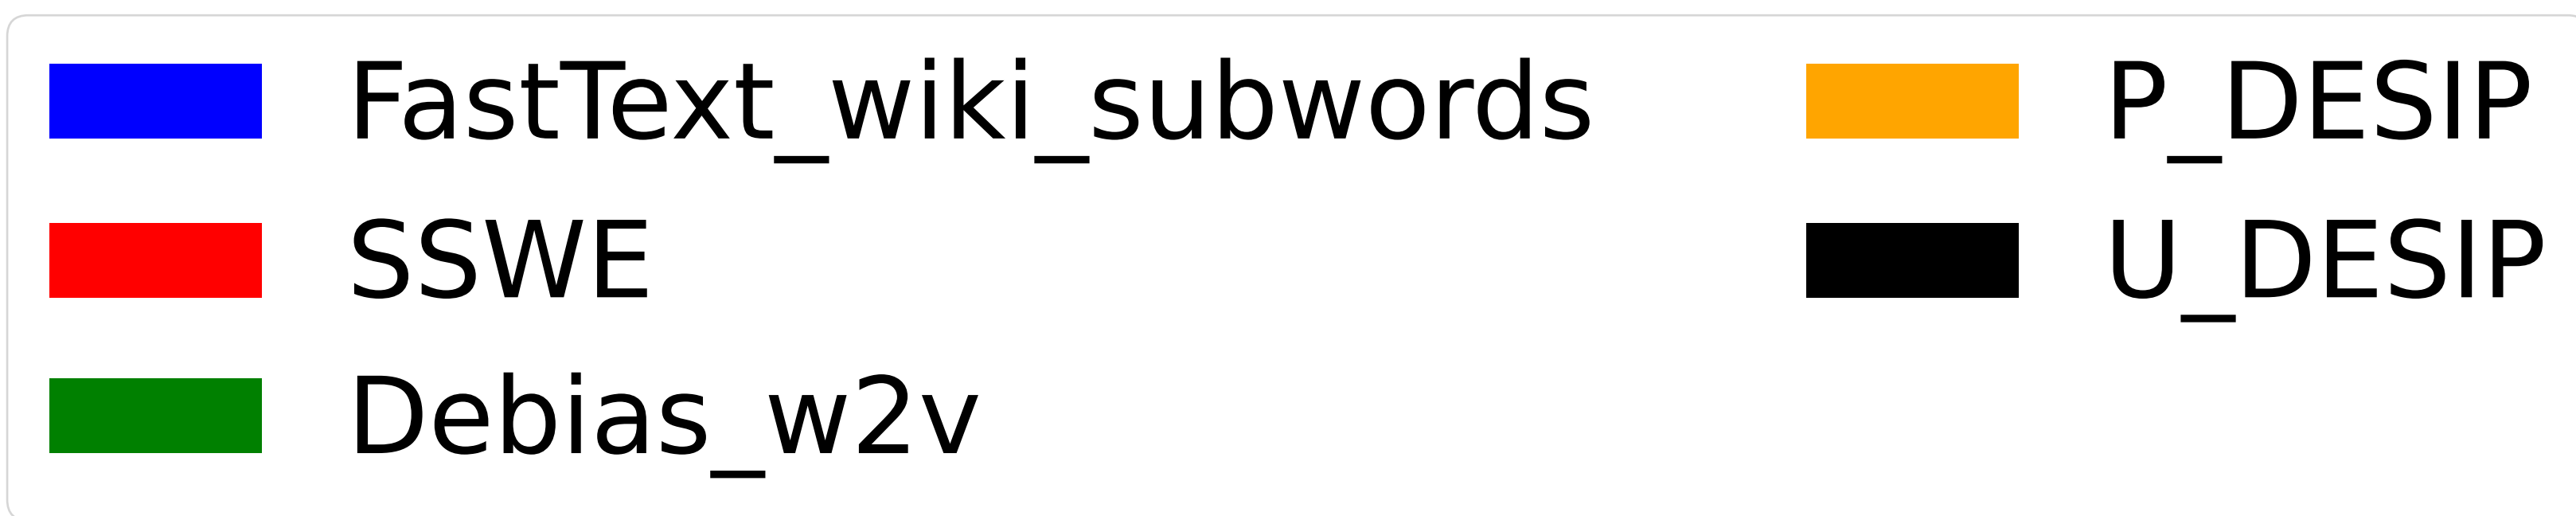 FastText_wiki_subwords
SSWE
Debias_w2v
P_DESIP
U_DESIP